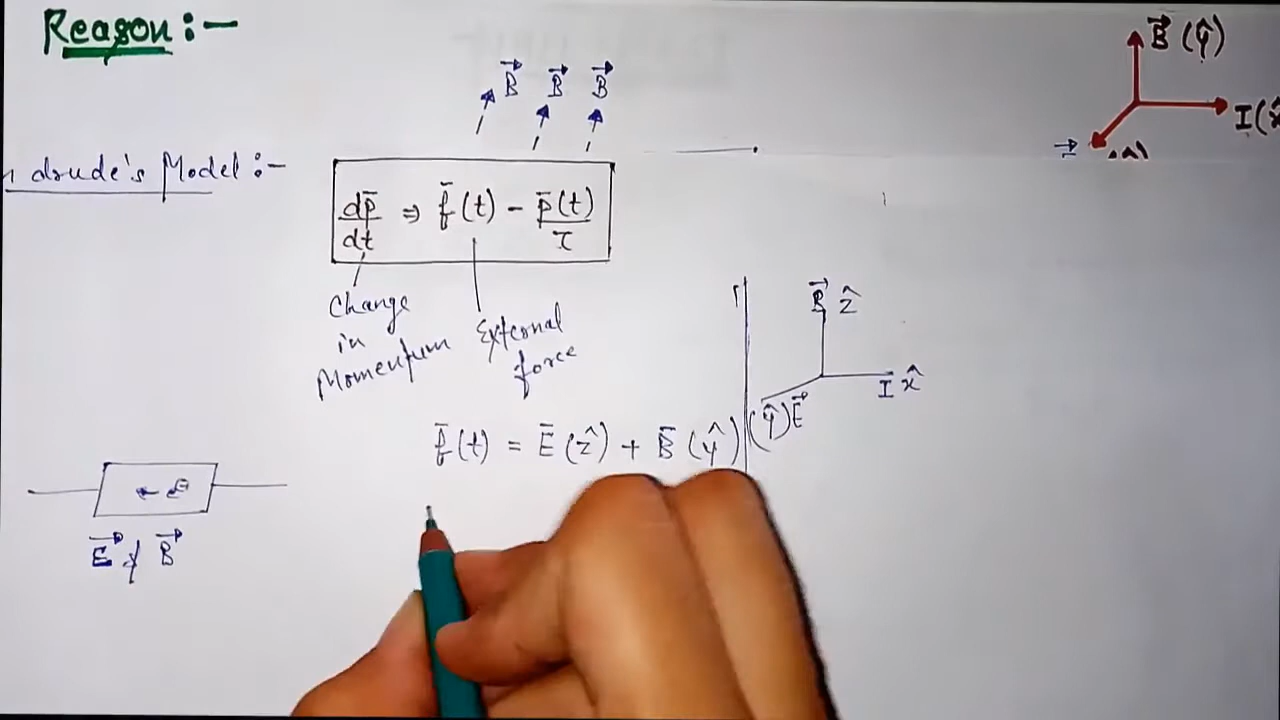 Reason:-
B⃗ (ŷ)
B⃗ B⃗ B⃗
I(x̂
drude's Model:-
dp̄/dt ⇒ f̄(t) - p̄(t)/τ
Change in Momentum
External force
B⃗ ẑ
I x̂
(ŷ) E⃗
f̄(t) = Ē(ẑ) + B̄(ŷ)
e⊖
E⃗ & B⃗